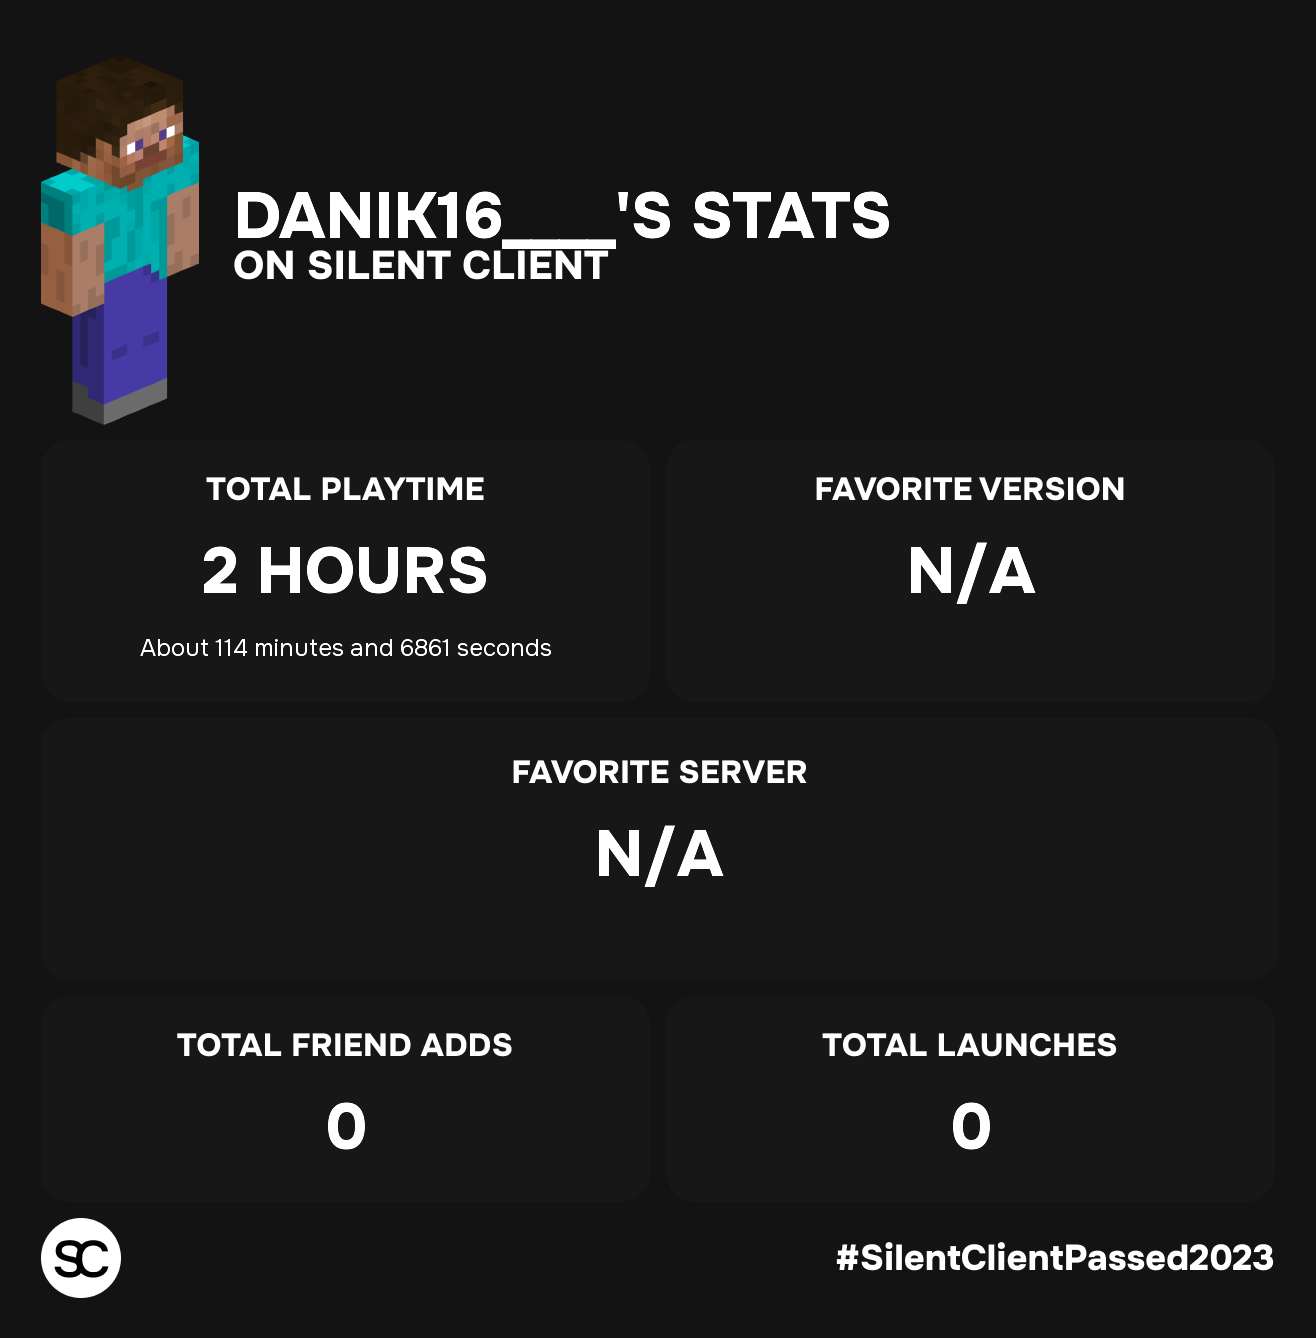 DANIK16____'S STATS
ON SILENT CLIENT
TOTAL PLAYTIME
2 HOURS
About 114 minutes and 6861 seconds
FAVORITE VERSION
N/A
FAVORITE SERVER
N/A
TOTAL FRIEND ADDS
0
TOTAL LAUNCHES
0
SC
#SilentClientPassed2023